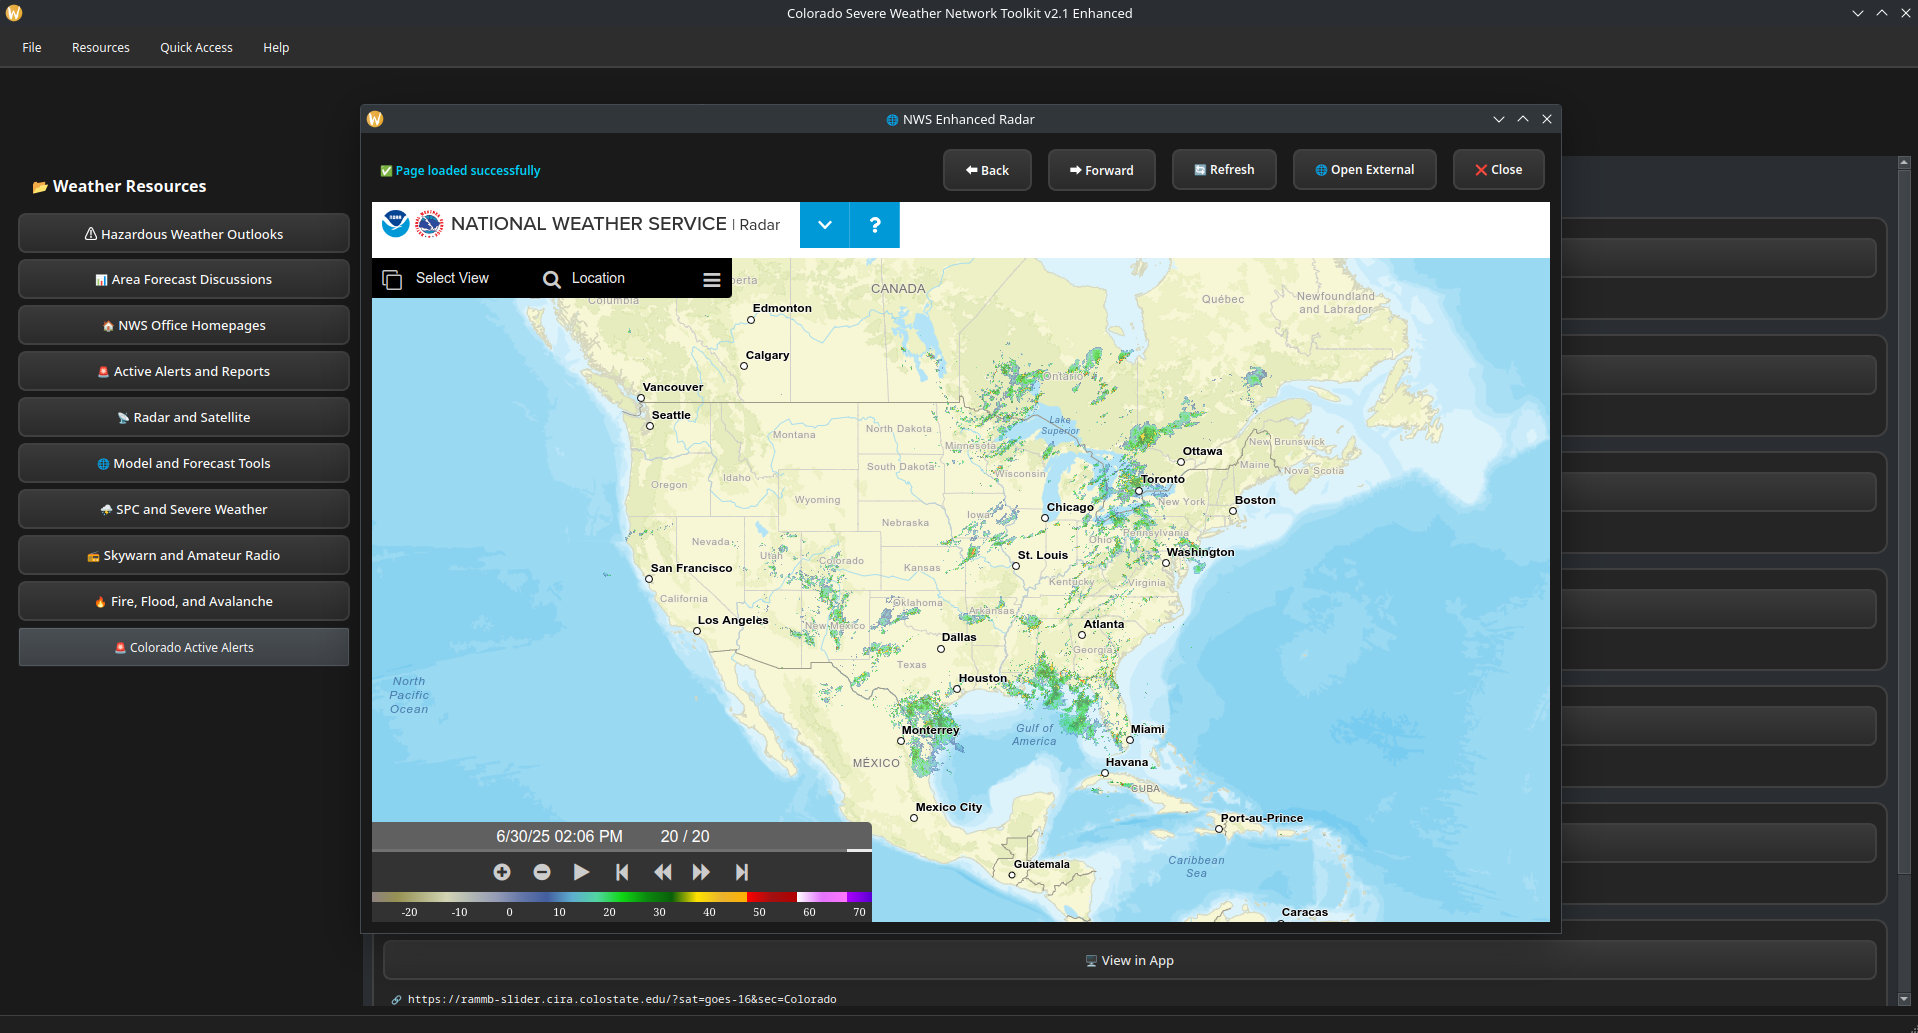 Colorado Severe Weather Network Toolkit v2.1 Enhanced
File Resources Quick Access Help
NWS Enhanced Radar
Page loaded successfully
Back Forward Refresh Open External Close
Weather Resources
Hazardous Weather Outlooks
Area Forecast Discussions
NWS Office Homepages
Active Alerts and Reports
Radar and Satellite
Model and Forecast Tools
SPC and Severe Weather
Skywarn and Amateur Radio
Fire, Flood, and Avalanche
Colorado Active Alerts
NATIONAL WEATHER SERVICE | Radar ?
Select View Location
berta
Columbia
CANADA
Québec
Newfoundland
and Labrador
Edmonton
Calgary
Ontario
Vancouver
Seattle
Lake
Superior
North Dakota
Montana
Minnesota
New Brunswick
Ottawa
Maine
Nova Scotia
South Dakota
Wisconsin
Oregon
Idaho
Toronto
Wyoming
New York
Boston
Chicago
Iowa
Nebraska
Pennsylvania
Nevada
Ohio
Utah
Colorado
St. Louis
Washington
San Francisco
Kansas
Kentucky
Virginia
California
Oklahoma
Arkansas
Los Angeles
New Mexico
Atlanta
Dallas
Georgia
Texas
Houston
North
Pacific
Ocean
Monterrey
Gulf of
America
Miami
MÉXICO
Havana
CUBA
Mexico City
Port-au-Prince
Guatemala
Caribbean
Sea
Caracas
6/30/25 02:06 PM 20 / 20
-20 -10 0 10 20 30 40 50 60 70
View in App
https://rammb-slider.cira.colostate.edu/?sat=goes-16&sec=Colorado